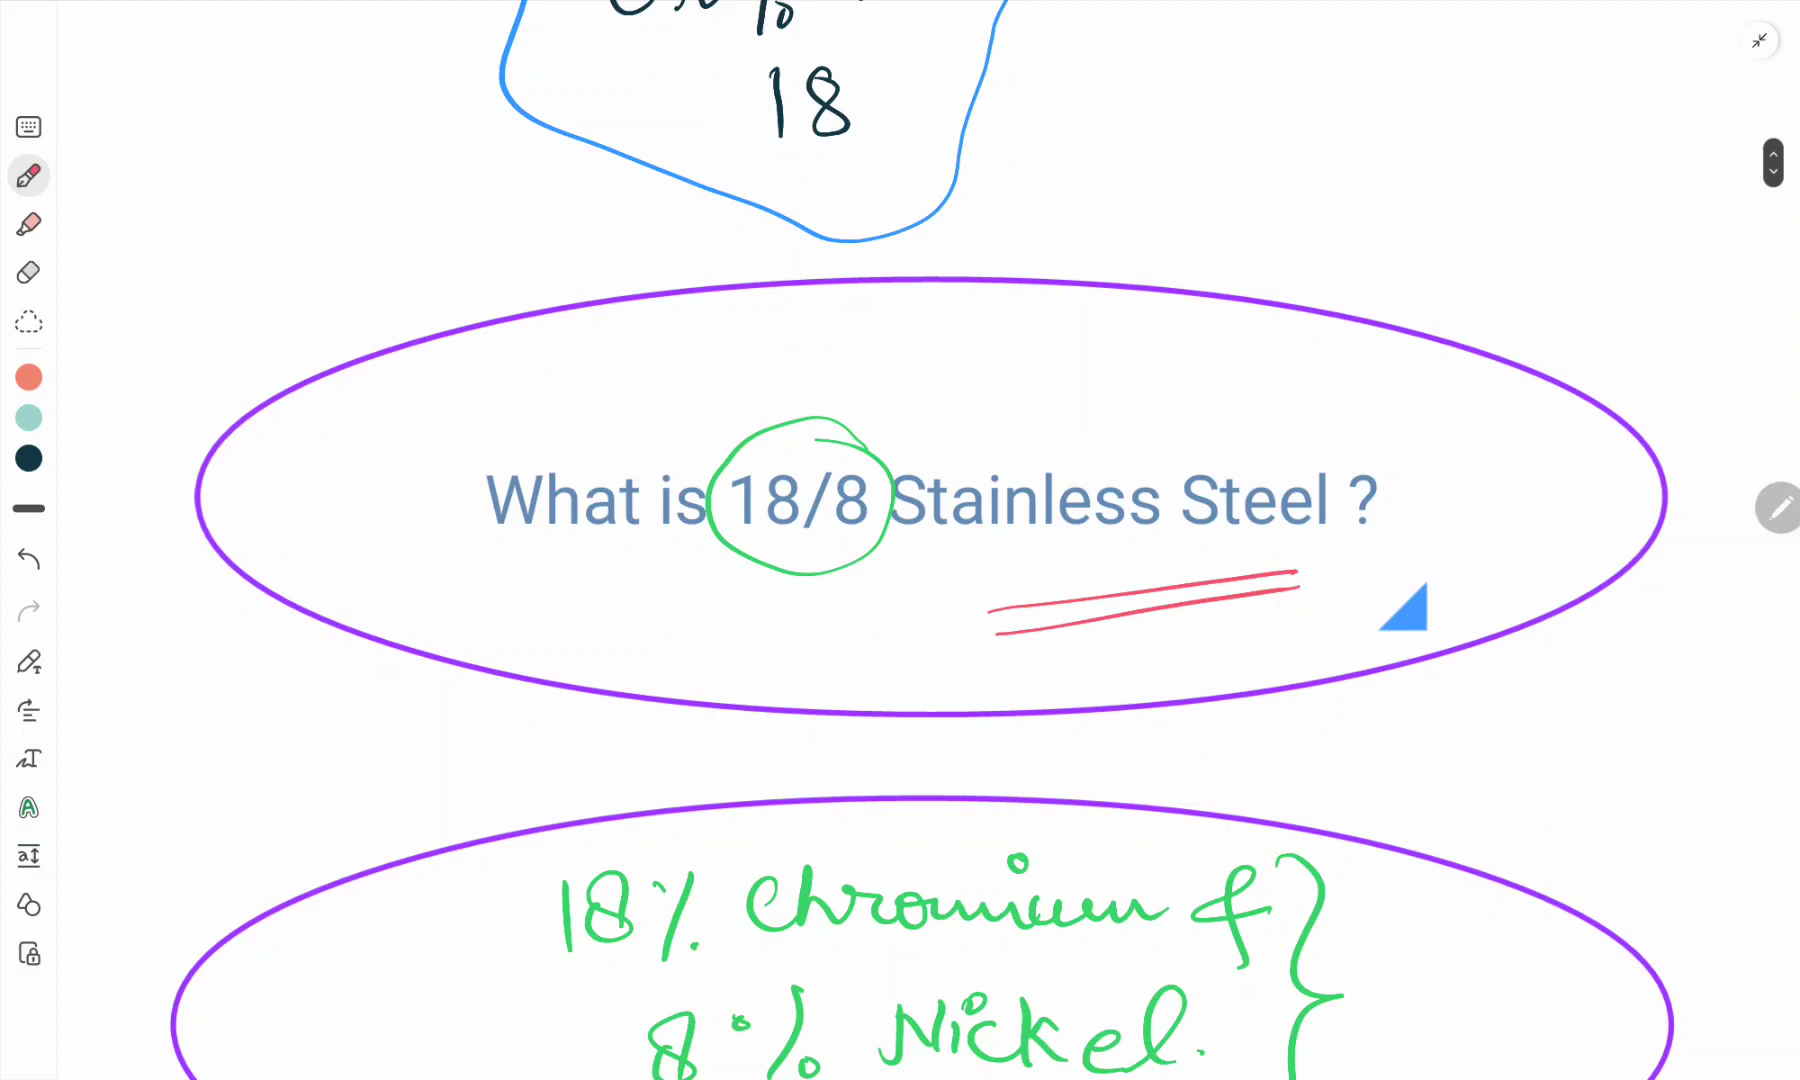 18
What is 18/8 Stainless Steel ?
18% Chromium &
8% Nickel.